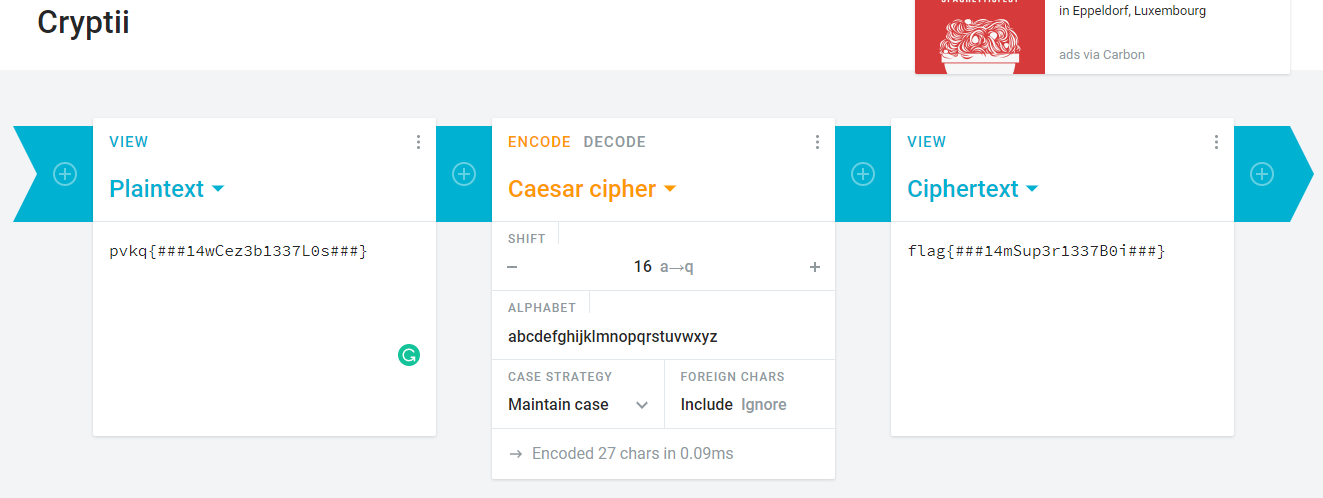 Cryptii
SPAGHETTIFEST
in Eppeldorf, Luxembourg
ads via Carbon
VIEW
Plaintext
pvkq{###14wCez3b1337L0s###}
ENCODE DECODE
Caesar cipher
SHIFT
− 16 a→q +
ALPHABET
abcdefghijklmnopqrstuvwxyz
CASE STRATEGY
Maintain case
FOREIGN CHARS
Include Ignore
→ Encoded 27 chars in 0.09ms
VIEW
Ciphertext
flag{###14mSup3r1337B0i###}